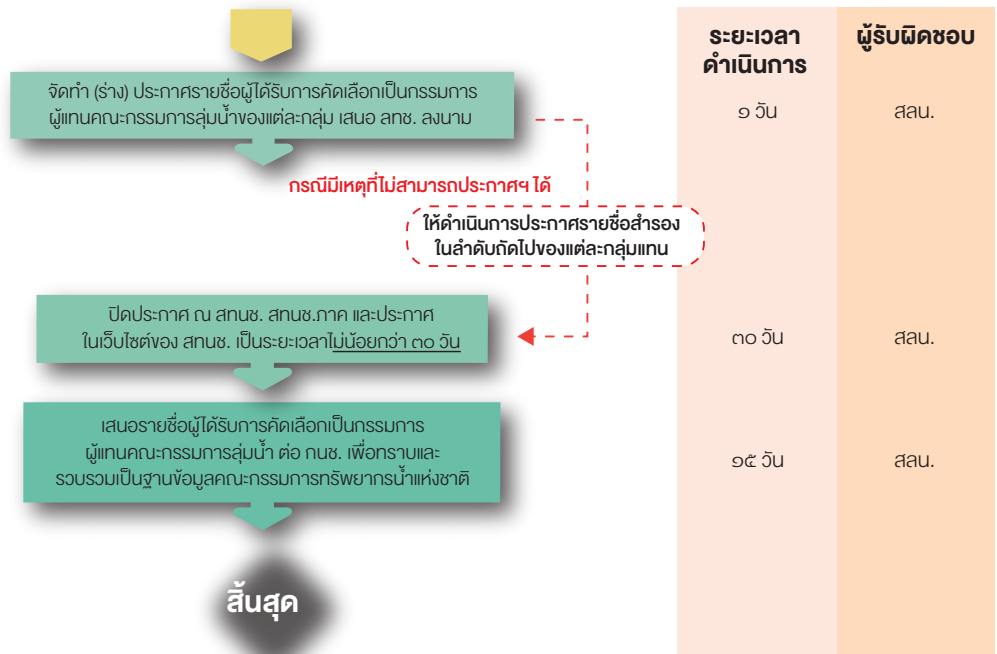 ระยะเวลา
ดำเนินการ
ผู้รับผิดชอบ
จัดทำ (ร่าง) ประกาศรายชื่อผู้ได้รับการคัดเลือกเป็นกรรมการ
ผู้แทนคณะกรรมการลุ่มน้ำของแต่ละกลุ่ม เสนอ ลทช. ลงนาม
๑ วัน
สลน.
กรณีมีเหตุที่ไม่สามารถประกาศฯ ได้
ให้ดำเนินการประกาศรายชื่อสำรอง
ในลำดับถัดไปของแต่ละกลุ่มแทน
ปิดประกาศ ณ สทนช. สทนช.ภาค และประกาศ
ในเว็บไซต์ของ สทนช. เป็นระยะเวลาไม่น้อยกว่า ๓๐ วัน
๓๐ วัน
สลน.
เสนอรายชื่อผู้ได้รับการคัดเลือกเป็นกรรมการ
ผู้แทนคณะกรรมการลุ่มน้ำ ต่อ กนช. เพื่อทราบและ
รวบรวมเป็นฐานข้อมูลคณะกรรมการทรัพยากรน้ำแห่งชาติ
๑๕ วัน
สลน.
สิ้นสุด